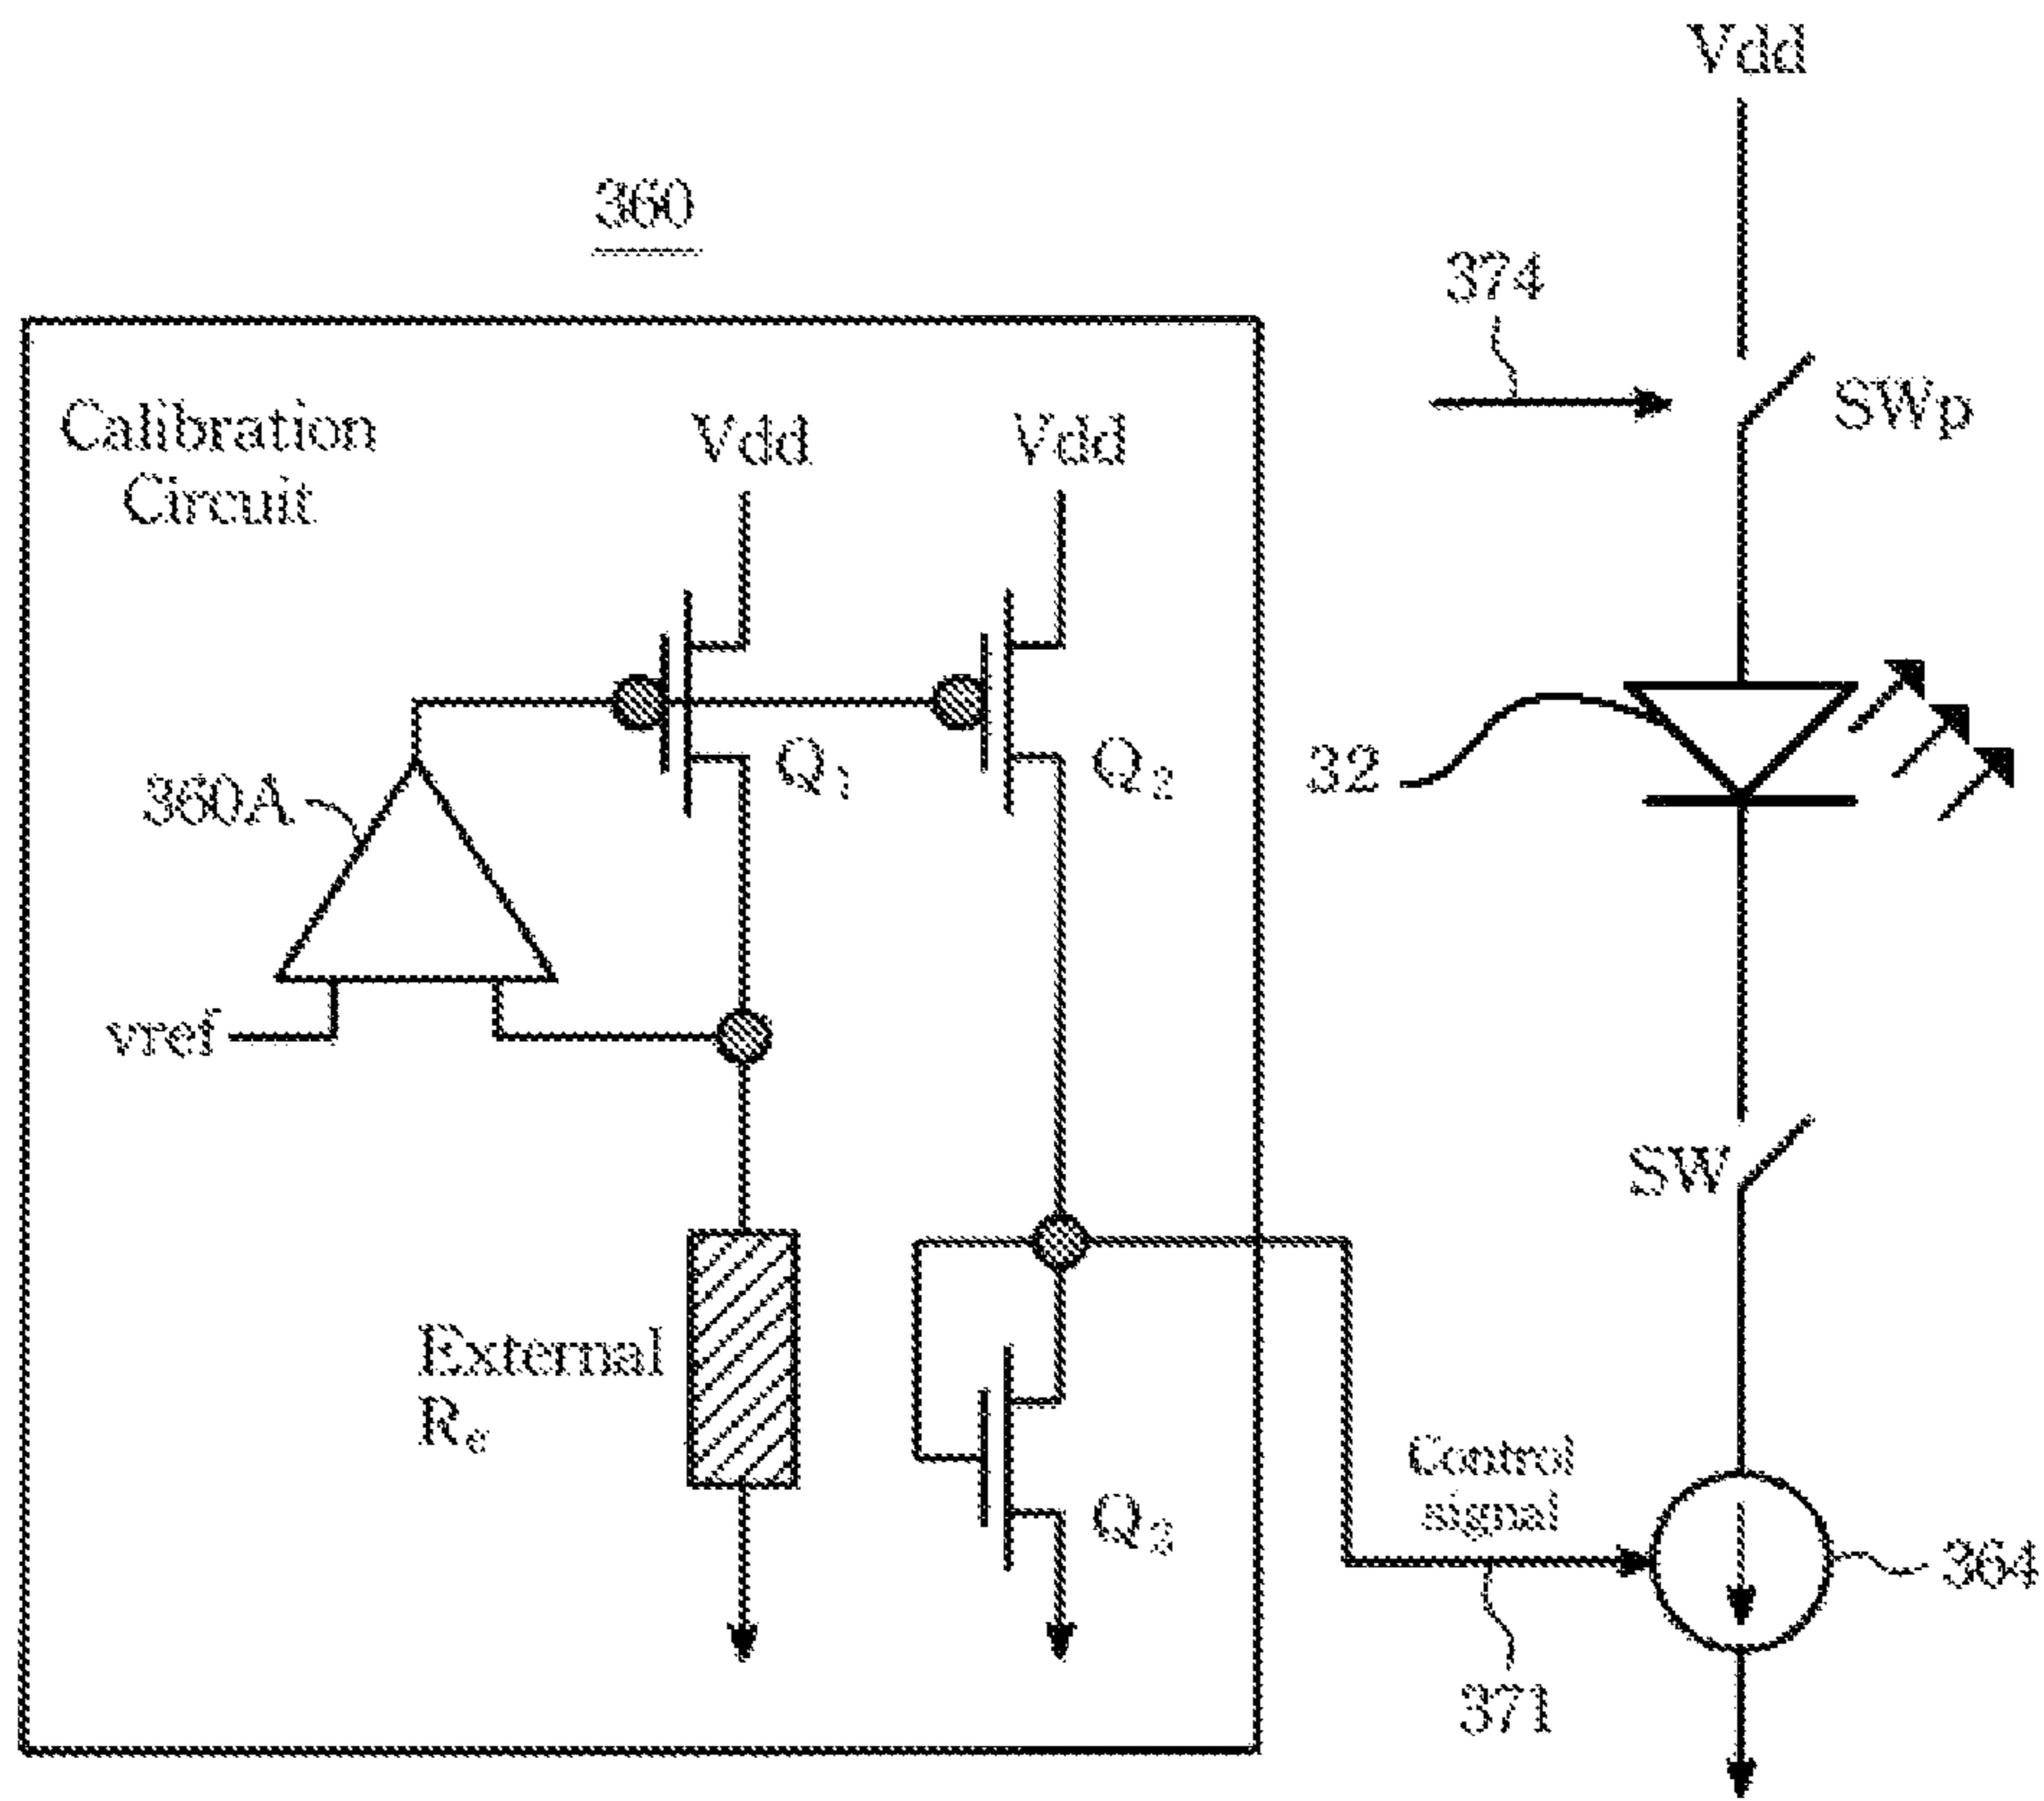 Vdd
360
374
SWp
Calibration
Circuit
Vdd
Vdd
Q1
Q2
32
360A
vref
SW
External
Re
Control
signal
Q3
364
371